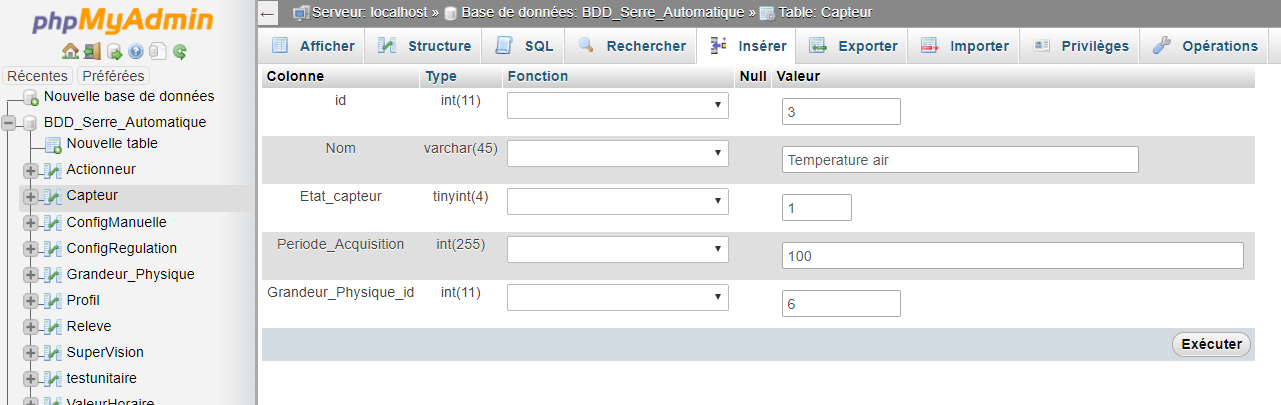 phpMyAdmin
Récentes Préférées
Nouvelle base de données
BDD_Serre_Automatique
Nouvelle table
Actionneur
Capteur
ConfigManuelle
ConfigRegulation
Grandeur_Physique
Profil
Releve
SuperVision
testunitaire
ValeurHoraire
← Serveur: localhost » Base de données: BDD_Serre_Automatique » Table: Capteur
Afficher Structure SQL Rechercher Insérer Exporter Importer Privilèges Opérations
Colonne Type Fonction Null Valeur
id int(11) 3
Nom varchar(45) Temperature air
Etat_capteur tinyint(4) 1
Periode_Acquisition int(255) 100
Grandeur_Physique_id int(11) 6
Exécuter